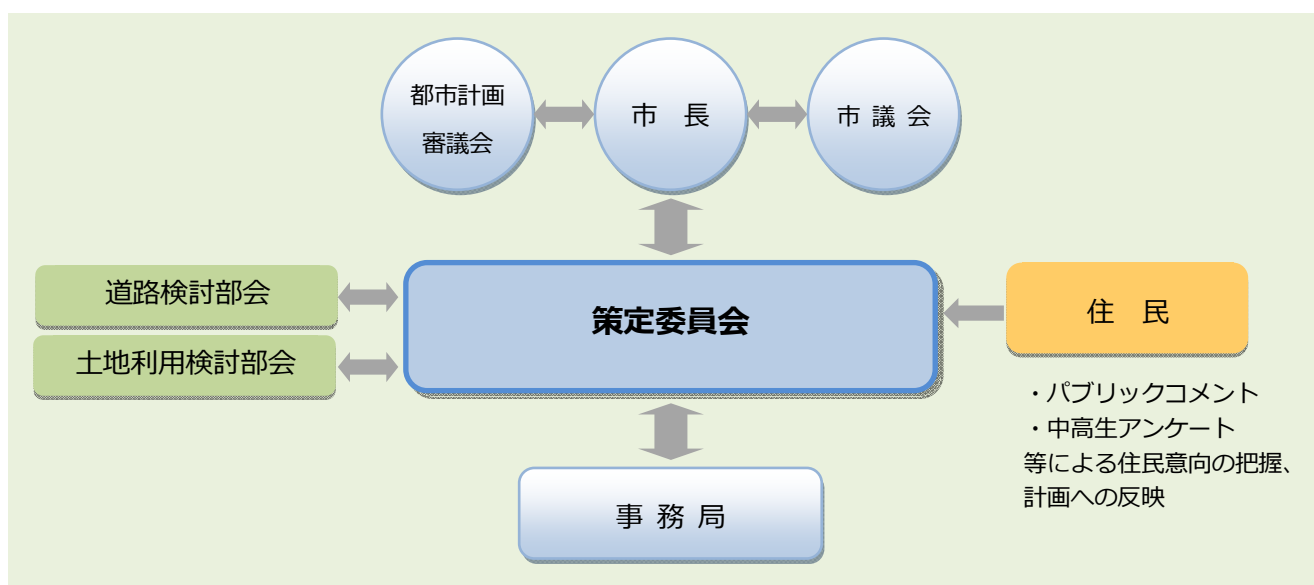 都市計画
審議会
市 長
市 議 会
道路検討部会
土地利用検討部会
策定委員会
住 民
・パブリックコメント
・中高生アンケート
等による住民意向の把握、
計画への反映
事 務 局